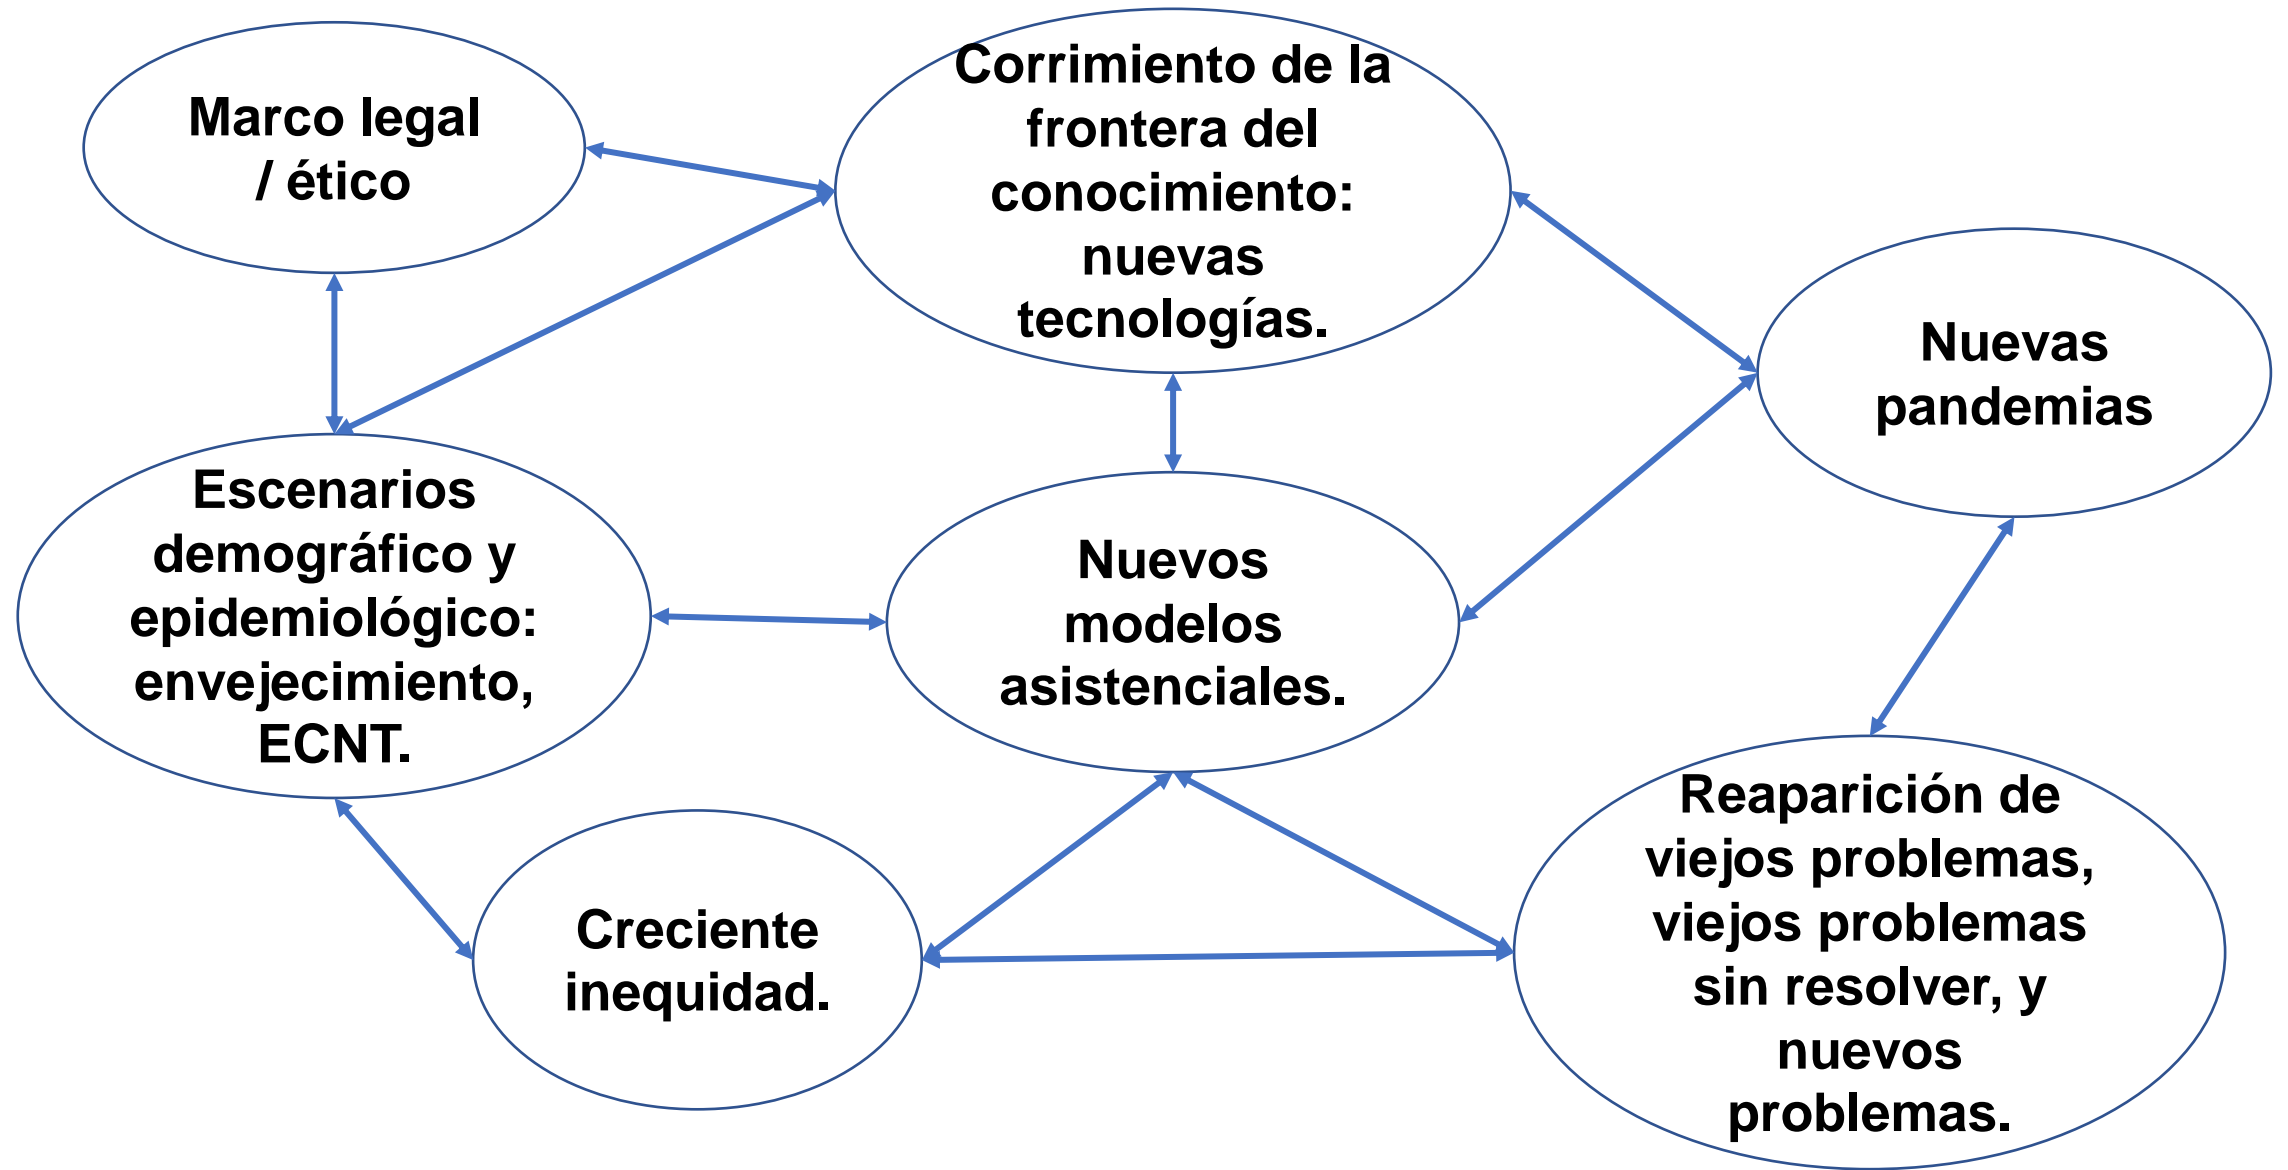 Marco legal
/ ético
Corrimiento de la
frontera del
conocimiento:
nuevas
tecnologías.
Nuevas
pandemias
Escenarios
demográfico y
epidemiológico:
envejecimiento,
ECNT.
Nuevos
modelos
asistenciales.
Creciente
inequidad.
Reaparición de
viejos problemas,
viejos problemas
sin resolver, y
nuevos
problemas.